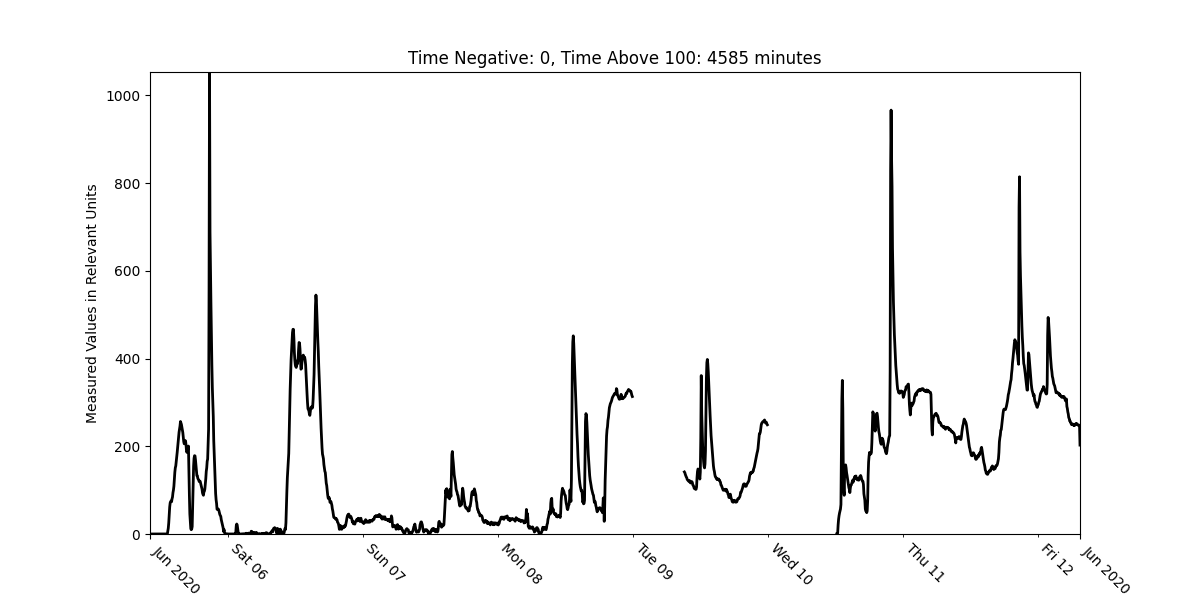 Time Negative: 0, Time Above 100: 4585 minutes
Measured Values in Relevant Units
1000
800
600
400
200
0
Jun 2020
Sat 06
Sun 07
Mon 08
Tue 09
Wed 10
Thu 11
Fri 12
Jun 2020